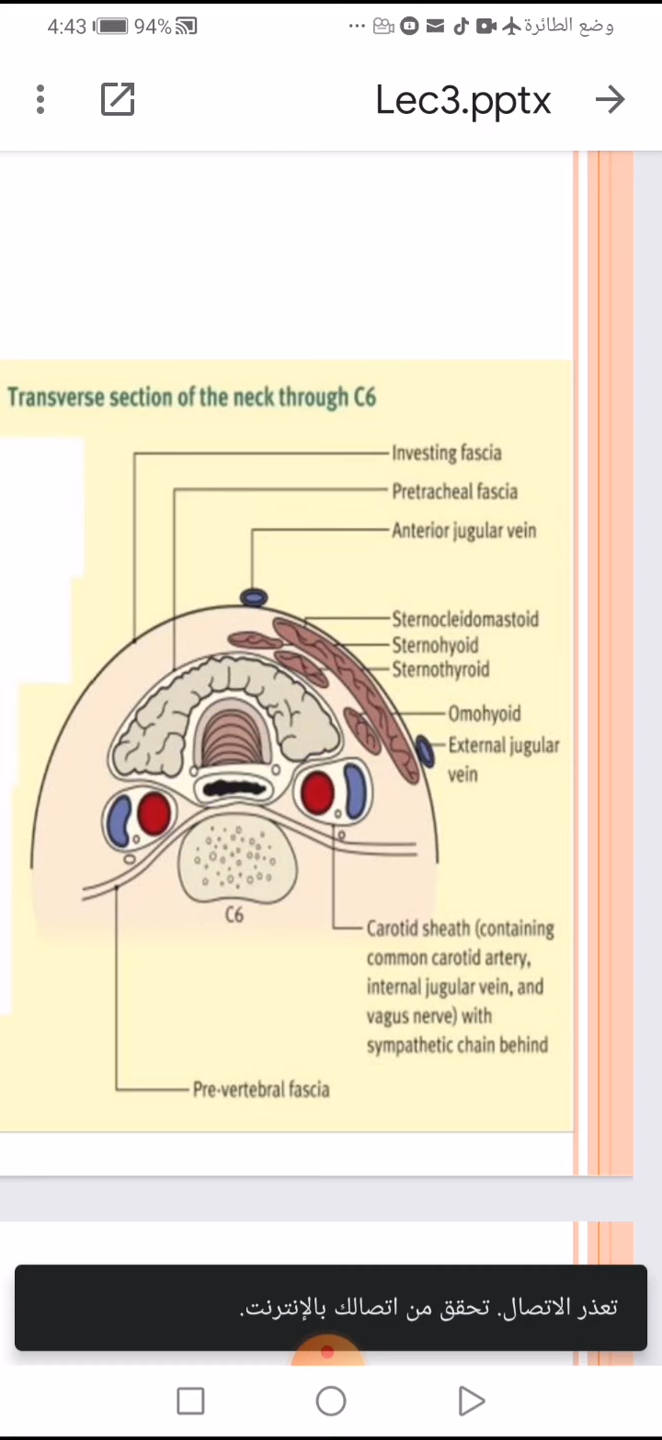 4:43 94% ... وضع الطائرة
Lec3.pptx
Transverse section of the neck through C6
Investing fascia
Pretracheal fascia
Anterior jugular vein
Sternocleidomastoid
Sternohyoid
Sternothyroid
Omohyoid
External jugular
vein
C6
Carotid sheath (containing
common carotid artery,
internal jugular vein, and
vagus nerve) with
sympathetic chain behind
Pre-vertebral fascia
تعذر الاتصال. تحقق من اتصالك بالإنترنت.